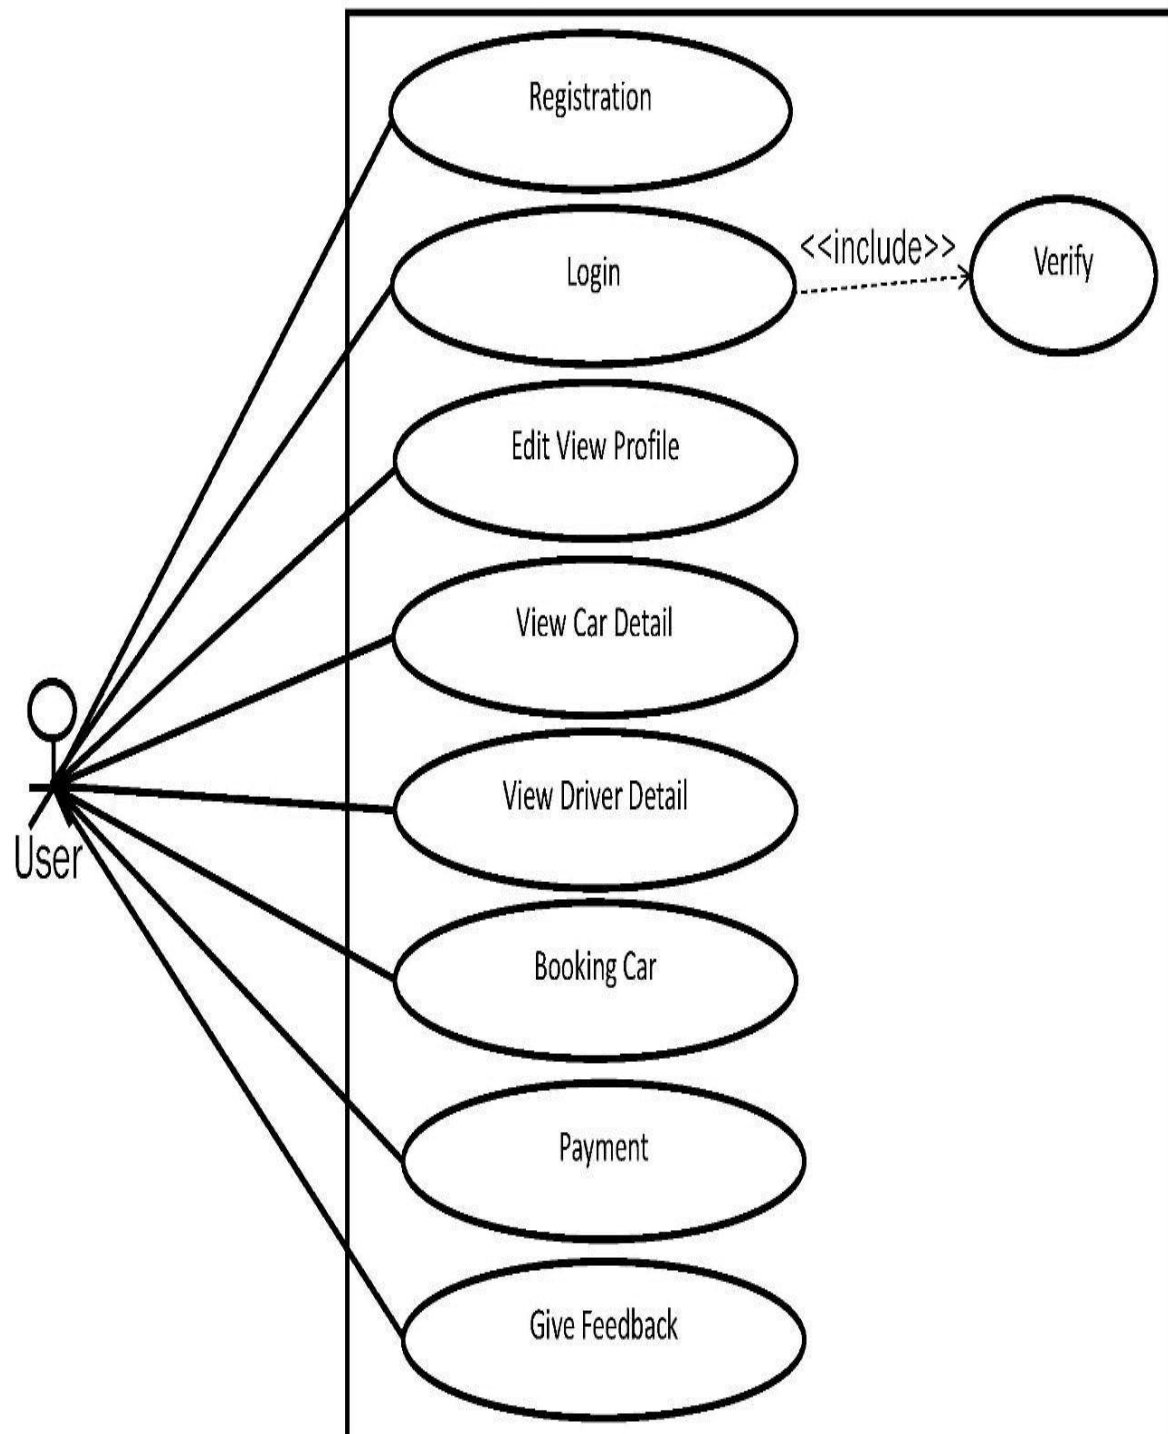 Registration
Login
<<include>>
Verify
Edit View Profile
View Car Detail
View Driver Detail
User
Booking Car
Payment
Give Feedback